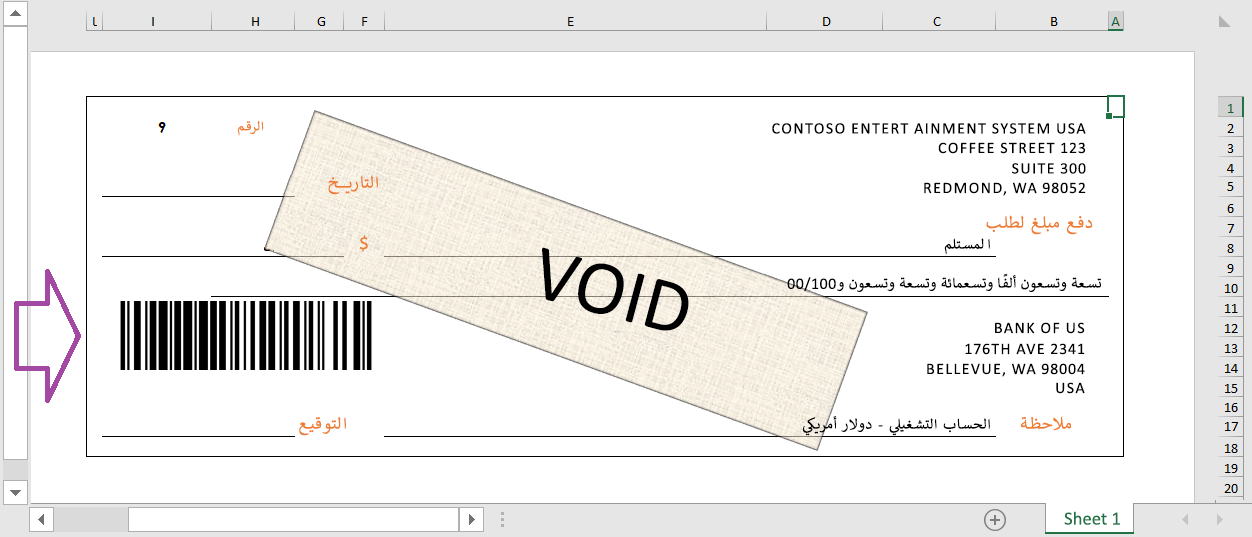 A B C D E F G H I
1
2
3
4
5
6
7
8
9
10
11
12
13
14
15
16
17
18
19
20
CONTOSO ENTERT AINMENT SYSTEM USA
COFFEE STREET 123
SUITE 300
REDMOND, WA 98052
الرقم ٩
التاريخ
دفع مبلغ لطلب
المستلم
$
تسعة وتسعون ألفًا وتسعمائة وتسعة وتسعون و00/100
VOID
BANK OF US
176TH AVE 2341
BELLEVUE, WA 98004
USA
ملاحظة الحساب التشغيلي - دولار أمريكي
التوقيع
Sheet 1